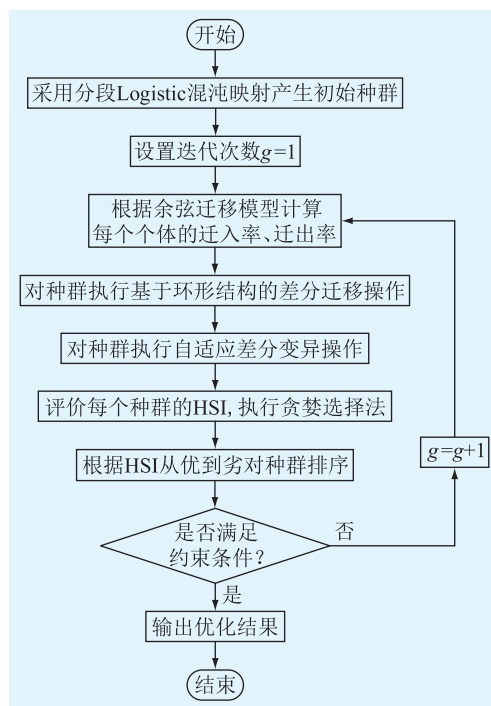 开始
采用分段Logistic混沌映射产生初始种群
设置迭代次数g=1
根据余弦迁移模型计算
每个个体的迁入率、迁出率
对种群执行基于环形结构的差分迁移操作
对种群执行自适应差分变异操作
评价每个种群的HSI,执行贪婪选择法
根据HSI从优到劣对种群排序
g=g+1
是否满足
约束条件?
否
是
输出优化结果
结束